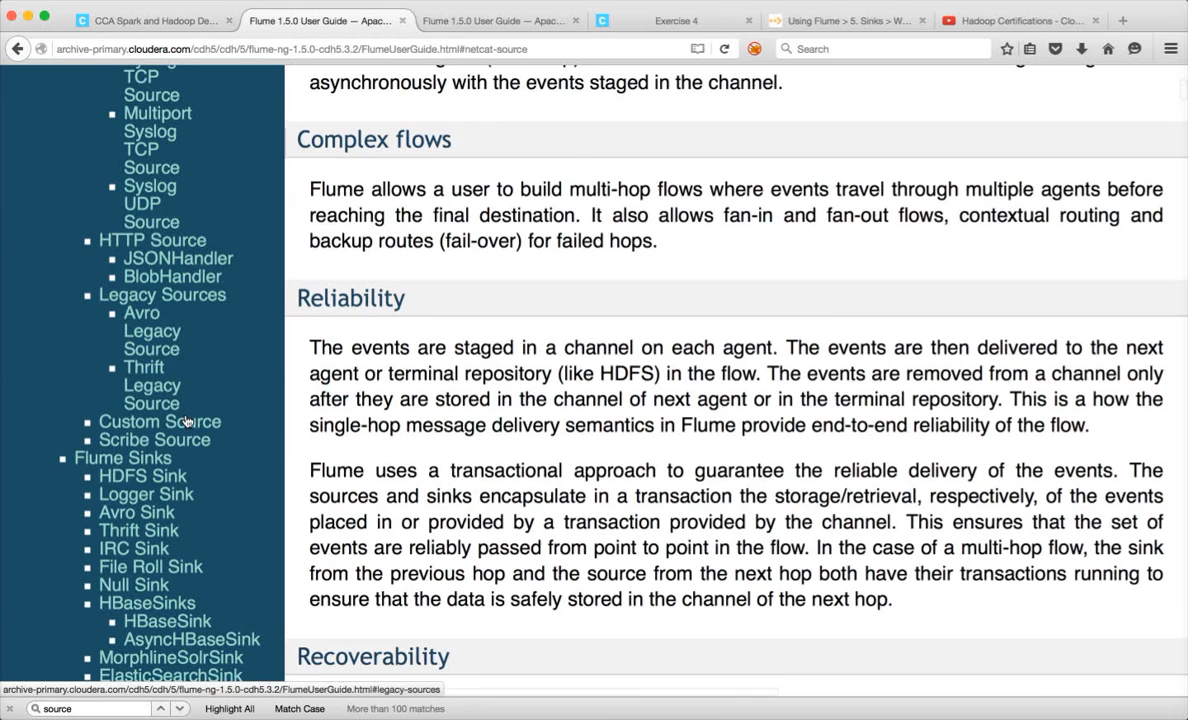 CCA Spark and Hadoop De...
Flume 1.5.0 User Guide — Apac...
Flume 1.5.0 User Guide — Apac...
Exercise 4
Using Flume > 5. Sinks > W...
Hadoop Certifications - Clo...
archive-primary.cloudera.com/cdh5/cdh/5/flume-ng-1.5.0-cdh5.3.2/FlumeUserGuide.html#netcat-source
Search
TCP
Source
Multiport
Syslog
TCP
Source
Syslog
UDP
Source
HTTP Source
JSONHandler
BlobHandler
Legacy Sources
Avro
Legacy
Source
Thrift
Legacy
Source
Custom Source
Scribe Source
Flume Sinks
HDFS Sink
Logger Sink
Avro Sink
Thrift Sink
IRC Sink
File Roll Sink
Null Sink
HBaseSinks
HBaseSink
AsyncHBaseSink
MorphlineSolrSink
ElasticSearchSink
asynchronously with the events staged in the channel.
Complex flows
Flume allows a user to build multi-hop flows where events travel through multiple agents before
reaching the final destination. It also allows fan-in and fan-out flows, contextual routing and
backup routes (fail-over) for failed hops.
Reliability
The events are staged in a channel on each agent. The events are then delivered to the next
agent or terminal repository (like HDFS) in the flow. The events are removed from a channel only
after they are stored in the channel of next agent or in the terminal repository. This is a how the
single-hop message delivery semantics in Flume provide end-to-end reliability of the flow.
Flume uses a transactional approach to guarantee the reliable delivery of the events. The
sources and sinks encapsulate in a transaction the storage/retrieval, respectively, of the events
placed in or provided by a transaction provided by the channel. This ensures that the set of
events are reliably passed from point to point in the flow. In the case of a multi-hop flow, the sink
from the previous hop and the source from the next hop both have their transactions running to
ensure that the data is safely stored in the channel of the next hop.
Recoverability
archive-primary.cloudera.com/cdh5/cdh/5/flume-ng-1.5.0-cdh5.3.2/FlumeUserGuide.html#legacy-sources
source
Highlight All
Match Case
More than 100 matches